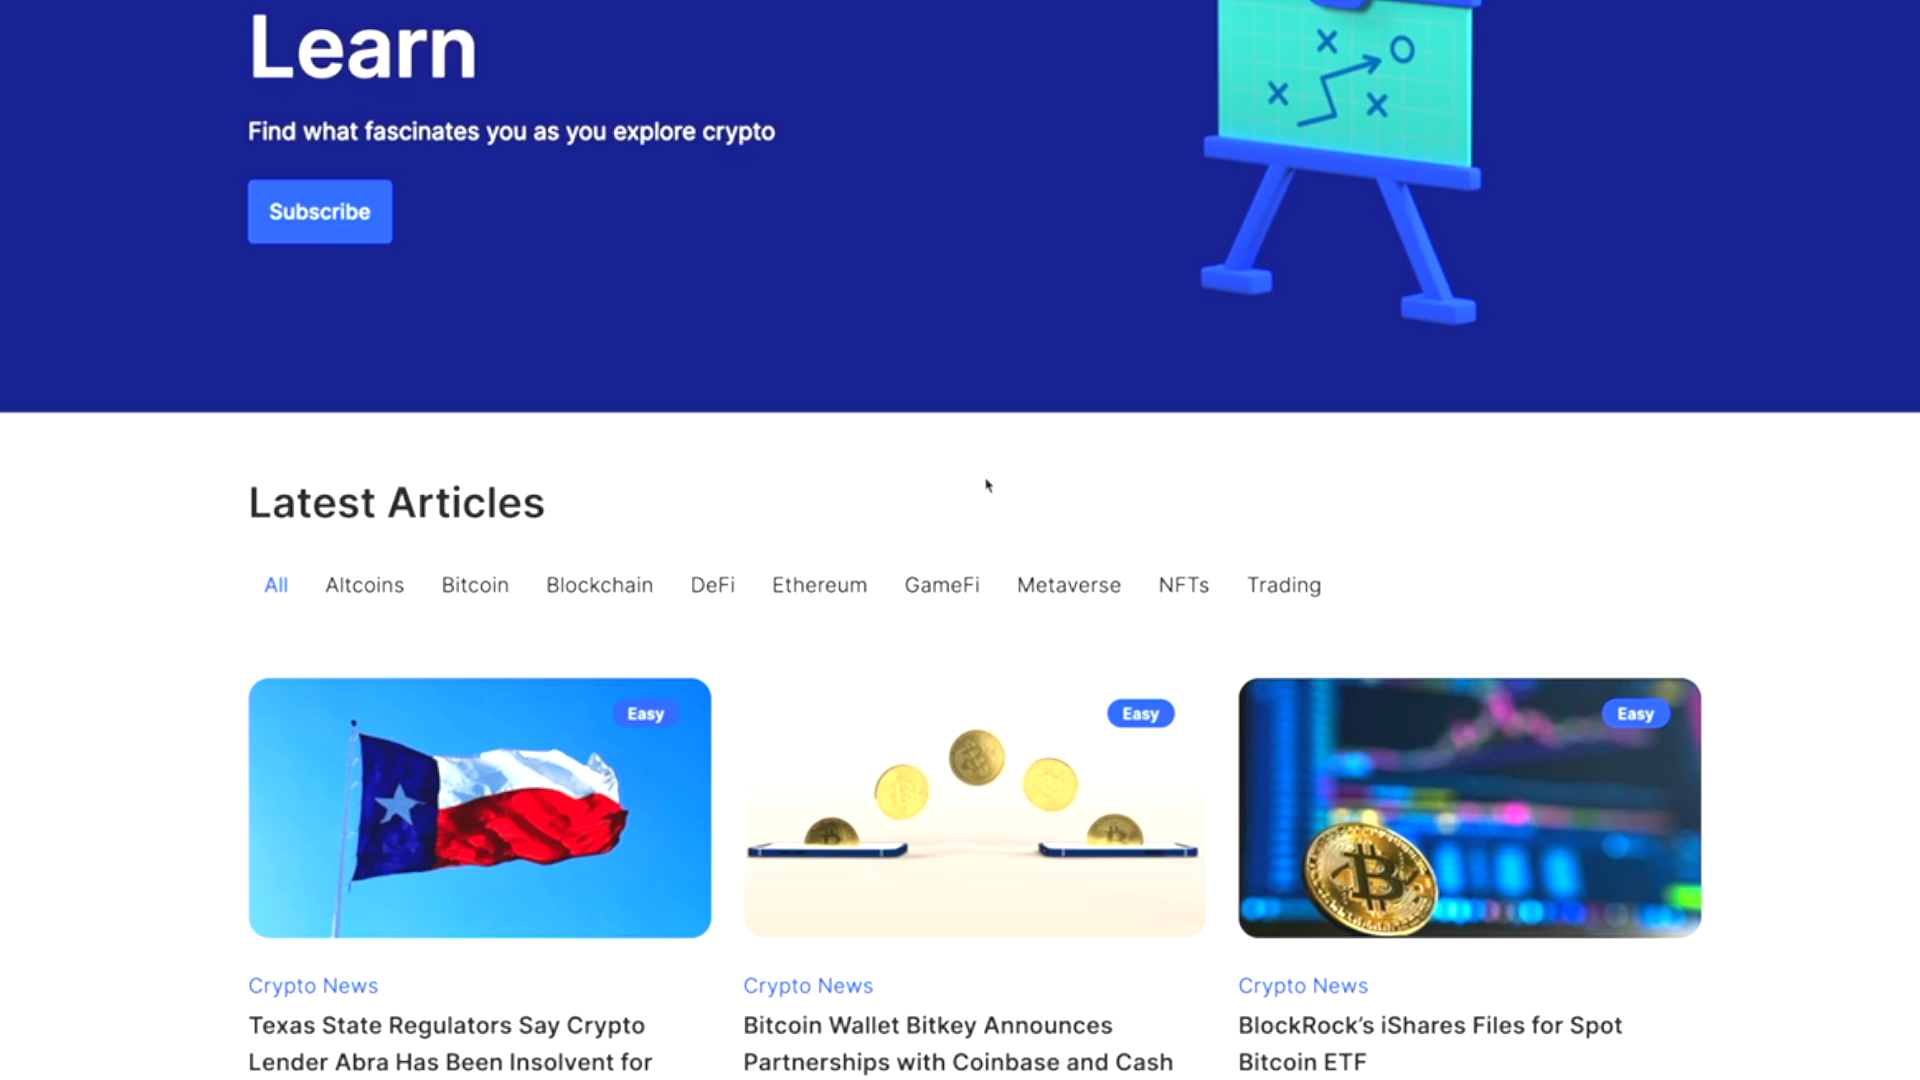 Learn
Find what fascinates you as you explore crypto
Subscribe
Latest Articles
All Altcoins Bitcoin Blockchain DeFi Ethereum GameFi Metaverse NFTs Trading
Easy
Easy
Easy
Crypto News
Texas State Regulators Say Crypto
Lender Abra Has Been Insolvent for
Crypto News
Bitcoin Wallet Bitkey Announces
Partnerships with Coinbase and Cash
Crypto News
BlockRock’s iShares Files for Spot
Bitcoin ETF